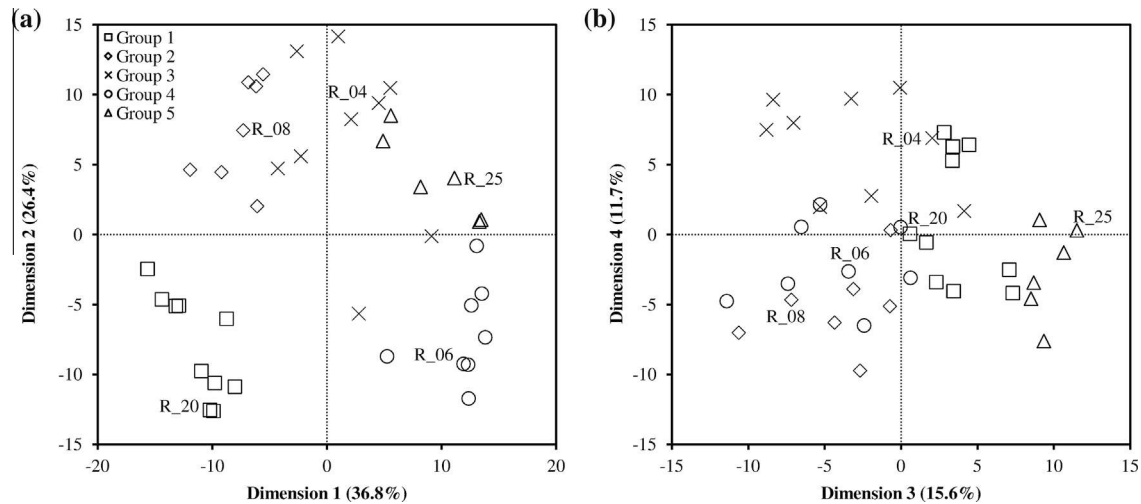 (a)
15
Group 1
Group 2
Group 3
Group 4
Group 5
10
5
0
-5
-10
-15
-20
-10
0
10
20
R_04
R_08
R_25
R_06
R_20
Dimension 2 (26.4%)
Dimension 1 (36.8%)
(b)
15
10
5
0
-5
-10
-15
-15
-10
-5
0
5
10
15
R_04
R_20
R_25
R_06
R_08
Dimension 4 (11.7%)
Dimension 3 (15.6%)